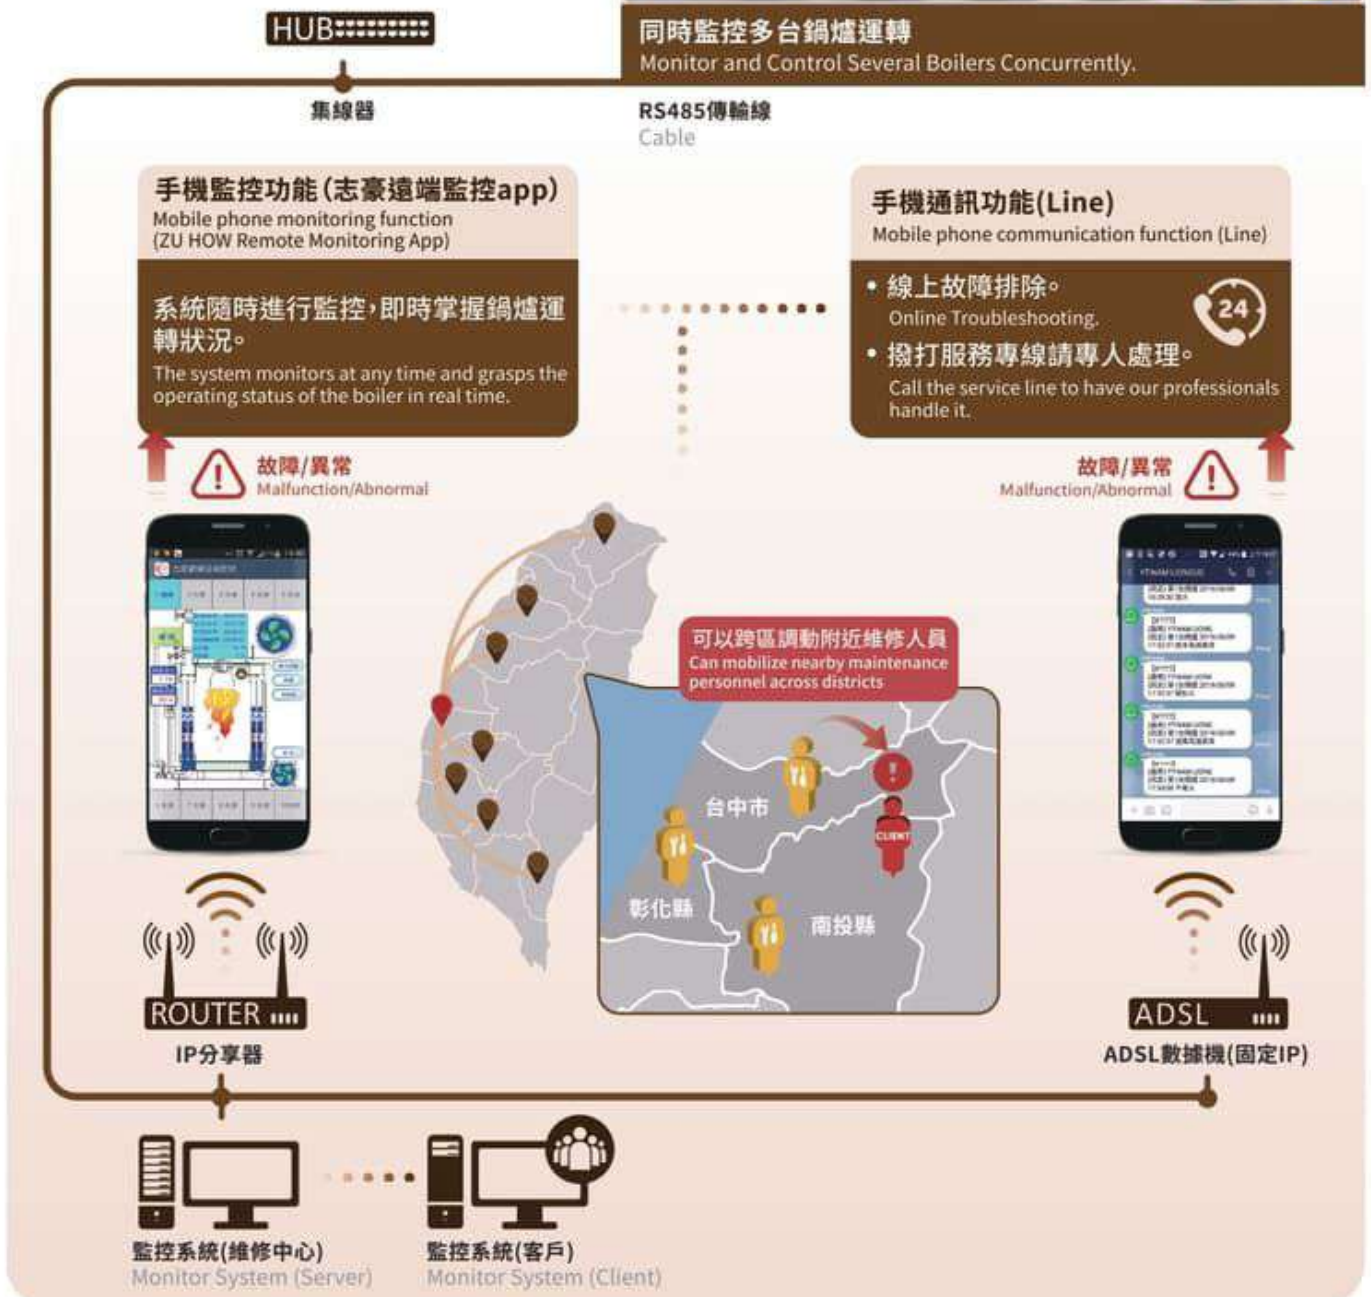 HUB
同時監控多台鍋爐運轉
Monitor and Control Several Boilers Concurrently.
集線器
RS485傳輸線
Cable
手機監控功能(志豪遠端監控app)
Mobile phone monitoring function
(ZU HOW Remote Monitoring App)
系統隨時進行監控,即時掌握鍋爐運
轉狀況。
The system monitors at any time and grasps the
operating status of the boiler in real time.
手機通訊功能(Line)
Mobile phone communication function (Line)
• 線上故障排除。
Online Troubleshooting.
24
• 撥打服務專線請專人處理。
Call the service line to have our professionals
handle it.
故障/異常
Malfunction/Abnormal
故障/異常
Malfunction/Abnormal
可以跨區調動附近維修人員
Can mobilize nearby maintenance
personnel across districts
台中市
CLIENT
彰化縣
南投縣
ROUTER
IP分享器
ADSL
ADSL數據機(固定IP)
監控系統(維修中心)
Monitor System (Server)
監控系統(客戶)
Monitor System (Client)